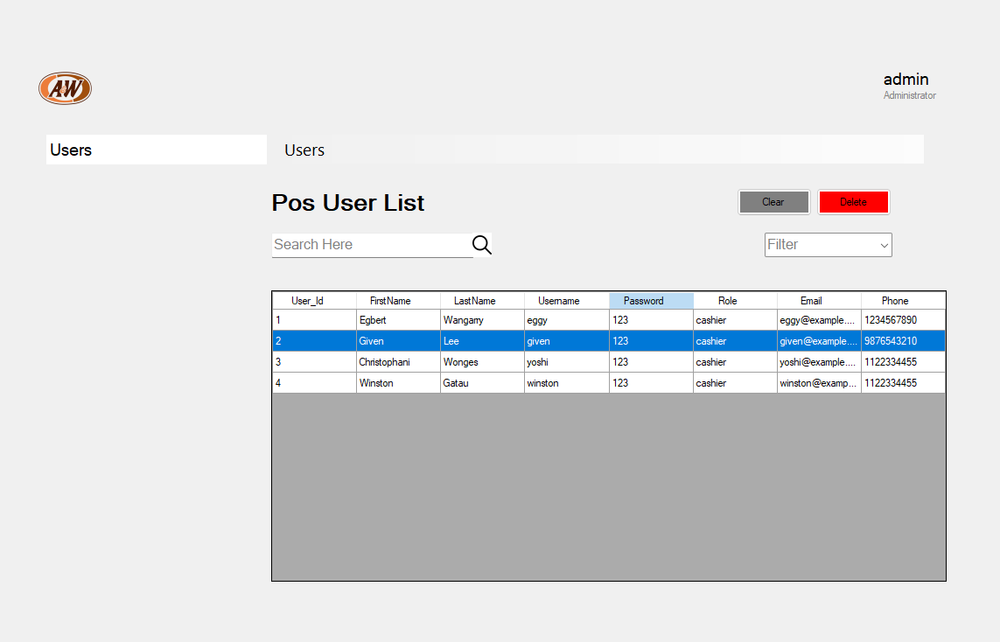 A&W
admin
Administrator
Users
Users
Pos User List
Clear
Delete
Search Here
Filter
User_Id FirstName LastName Username Password Role Email Phone
1 Egbert Wangarry eggy 123 cashier eggy@example.... 1234567890
2 Given Lee given 123 cashier given@example.... 9876543210
3 Christophani Wonges yoshi 123 cashier yoshi@example.... 1122334455
4 Winston Gatau winston 123 cashier winston@examp... 1122334455